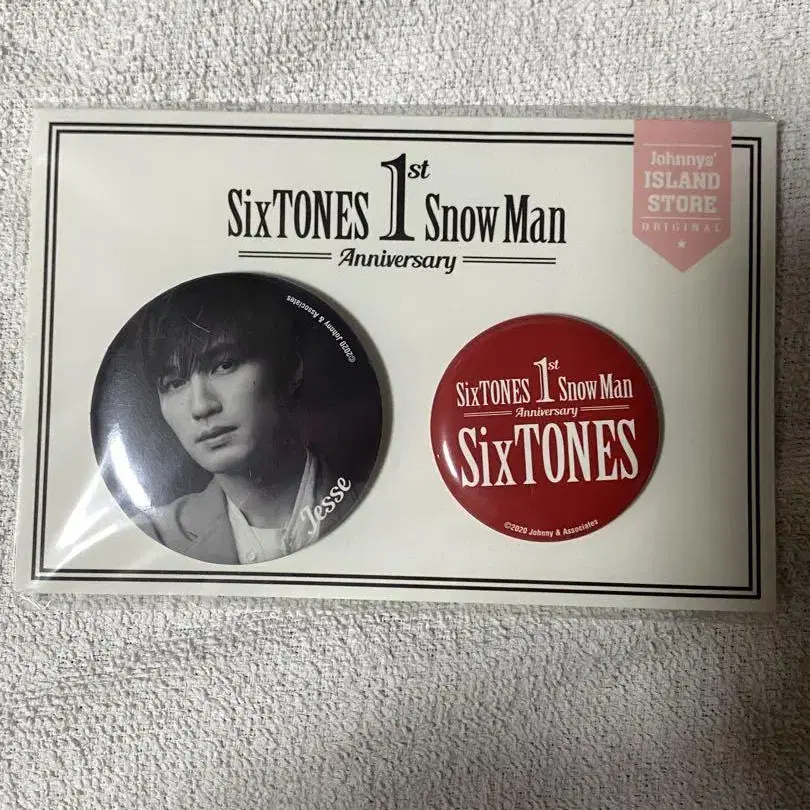 SixTONES 1st Snow Man
Anniversary
Johnnys'
ISLAND
STORE
ORIGINAL
©2020 Johnny & Associates
Jesse
SixTONES 1st Snow Man
Anniversary
SixTONES
©2020 Johnny & Associates